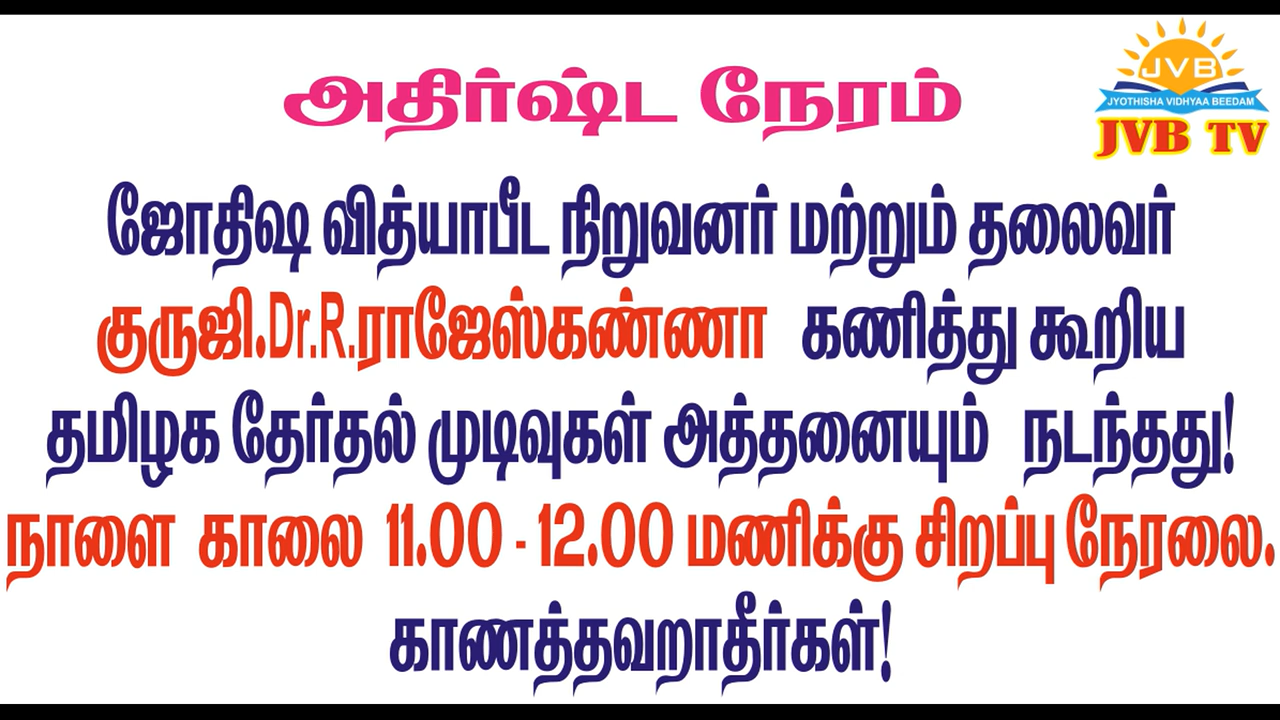 அதிர்ஷ்ட நேரம்
JVB
JYOTHISHA VIDHYAA BEEDAM
JVB TV
ஜோதிஷ வித்யாபீட நிறுவனர் மற்றும் தலைவர்
குருஜி.Dr.R.ராஜேஸ்கண்ணா கணித்து கூறிய
தமிழக தேர்தல் முடிவுகள் அத்தனையும் நடந்தது!
நாளை காலை 11.00 - 12.00 மணிக்கு சிறப்பு நேரலை.
காணத்தவறாதீர்கள்!